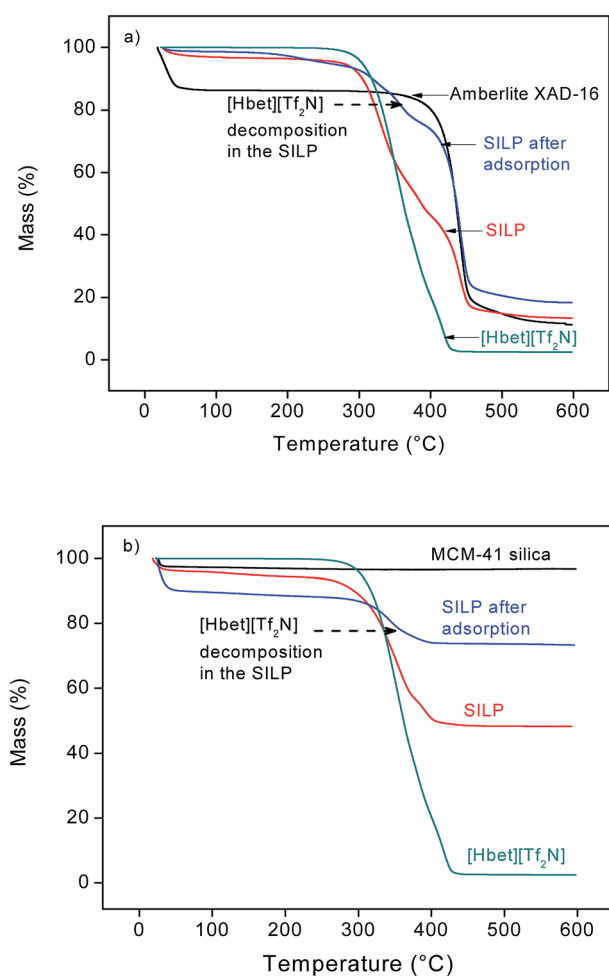 a)
100
80
60
40
20
0
Mass (%)
Amberlite XAD-16
[Hbet][Tf₂N]
decomposition
in the SILP
SILP after
adsorption
SILP
[Hbet][Tf₂N]
0 100 200 300 400 500 600
Temperature (°C)
b)
100
80
60
40
20
0
Mass (%)
MCM-41 silica
SILP after
adsorption
[Hbet][Tf₂N]
decomposition
in the SILP
SILP
[Hbet][Tf₂N]
0 100 200 300 400 500 600
Temperature (°C)